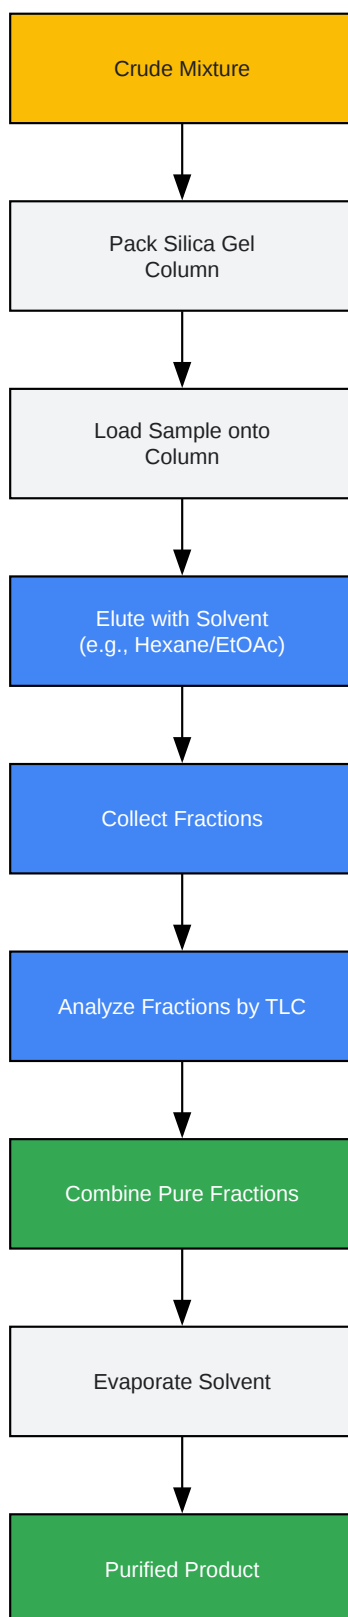 Crude Mixture
Pack Silica Gel
Column
Load Sample onto
Column
Elute with Solvent
(e.g., Hexane/EtOAc)
Collect Fractions
Analyze Fractions by TLC
Combine Pure Fractions
Evaporate Solvent
Purified Product